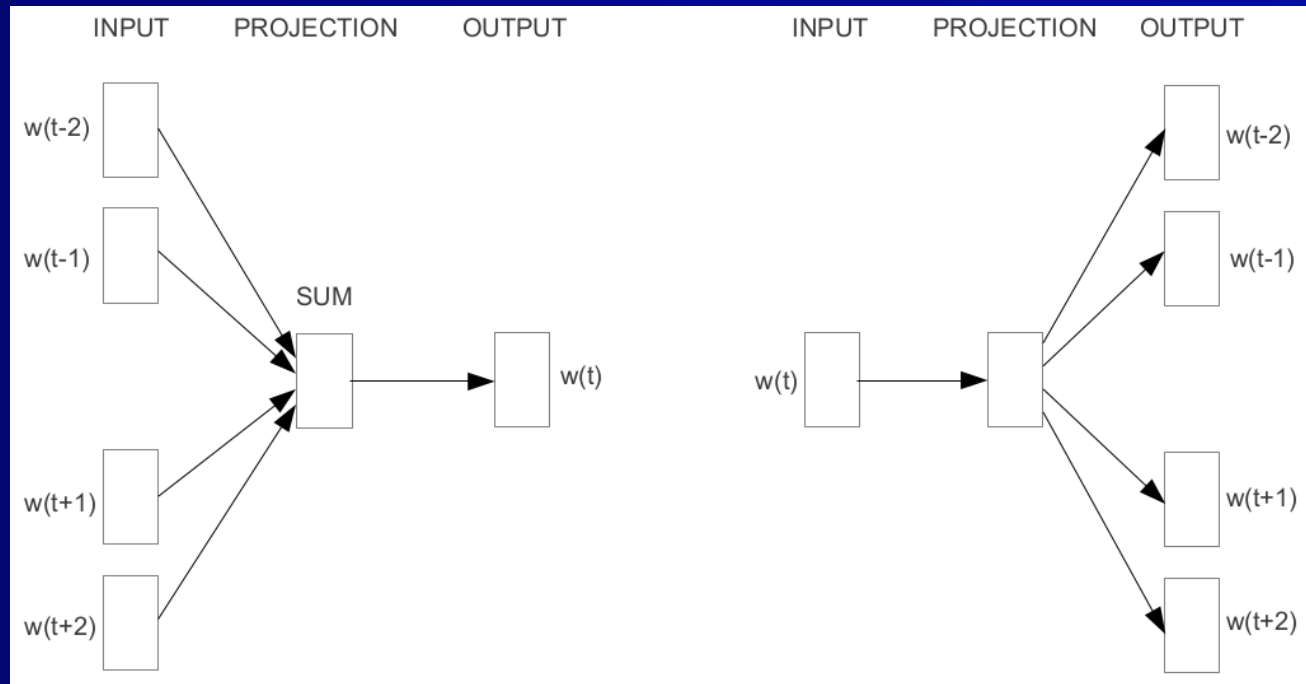 INPUT PROJECTION OUTPUT
w(t-2)
w(t-1)
SUM
w(t)
w(t+1)
w(t+2)
INPUT PROJECTION OUTPUT
w(t-2)
w(t-1)
w(t)
w(t+1)
w(t+2)